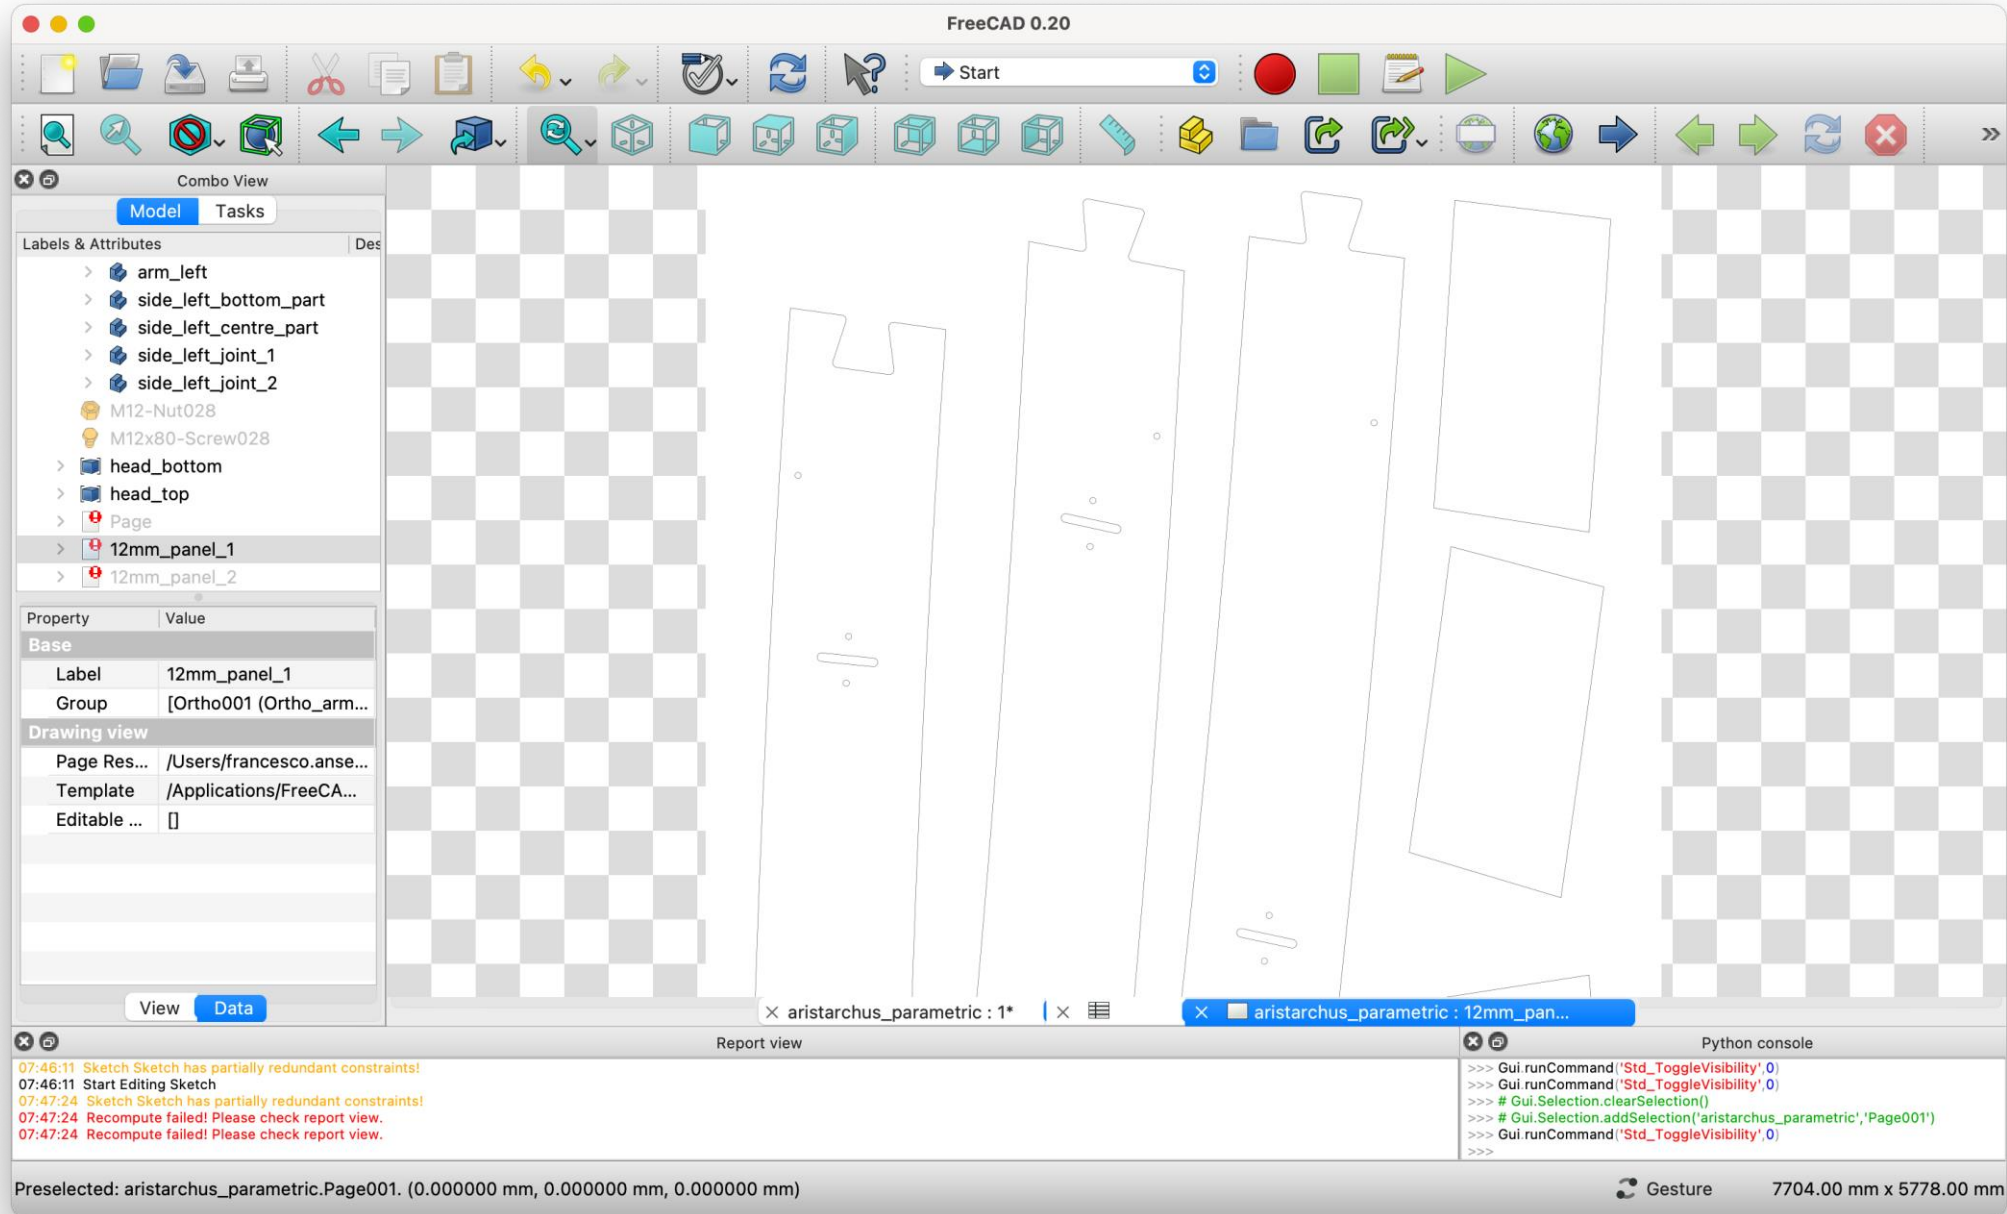 FreeCAD 0.20
Start
Combo View
Model Tasks
Labels & Attributes Des
arm_left
side_left_bottom_part
side_left_centre_part
side_left_joint_1
side_left_joint_2
M12-Nut028
M12x80-Screw028
head_bottom
head_top
Page
12mm_panel_1
12mm_panel_2
Property Value
Base
Label 12mm_panel_1
Group [Ortho001 (Ortho_arm...
Drawing view
Page Res... /Users/francesco.anse...
Template /Applications/FreeCA...
Editable ... []
View Data
aristarchus_parametric : 1*
aristarchus_parametric : 12mm_pan...
Report view
07:46:11 Sketch Sketch has partially redundant constraints!
07:46:11 Start Editing Sketch
07:47:24 Sketch Sketch has partially redundant constraints!
07:47:24 Recompute failed! Please check report view.
07:47:24 Recompute failed! Please check report view.
Python console
>>> Gui.runCommand('Std_ToggleVisibility',0)
>>> Gui.runCommand('Std_ToggleVisibility',0)
>>> # Gui.Selection.clearSelection()
>>> # Gui.Selection.addSelection('aristarchus_parametric','Page001')
>>> Gui.runCommand('Std_ToggleVisibility',0)
>>>
Preselected: aristarchus_parametric.Page001. (0.000000 mm, 0.000000 mm, 0.000000 mm)
Gesture
7704.00 mm x 5778.00 mm